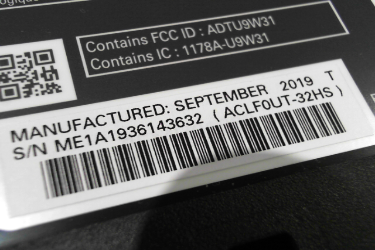 Contains FCC ID : ADTU9W31
Contains IC : 1178A-U9W31
MANUFACTURED: SEPTEMBER 2019 T
S/N ME1A1936143632 (ACLFOUT-32HS)